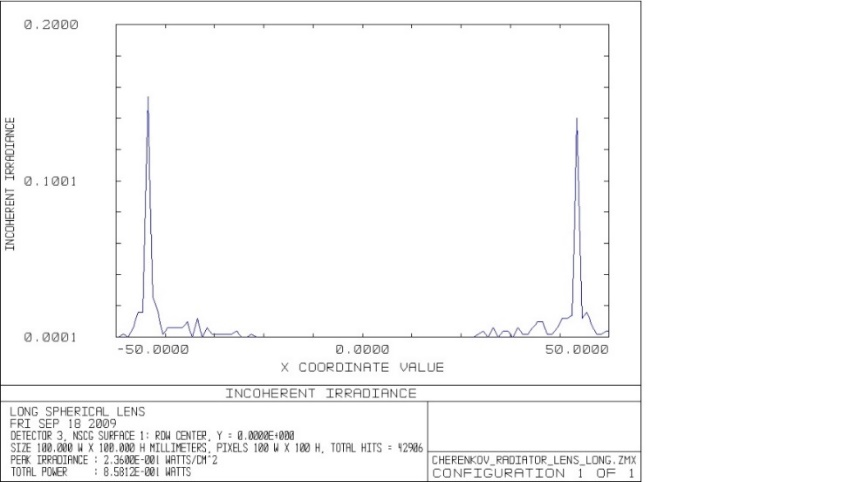 0.2000
0.1001
0.0001
INCOHERENT IRRADIANCE
-50.0000 0.0000 50.0000
X COORDINATE VALUE
INCOHERENT IRRADIANCE
LONG SPHERICAL LENS
FRI SEP 18 2009
DETECTOR 3, NSCG SURFACE 1: ROW CENTER, Y = 0.0000E+000
SIZE 100.000 W X 100.000 H MILLIMETERS, PIXELS 100 W X 100 H, TOTAL HITS = 42906
PEAK IRRADIANCE : 2.3600E-001 WATTS/CM^2
TOTAL POWER : 8.5812E-001 WATTS
CHERENKOV_RADIATOR_LENS_LONG.ZMX
CONFIGURATION 1 OF 1